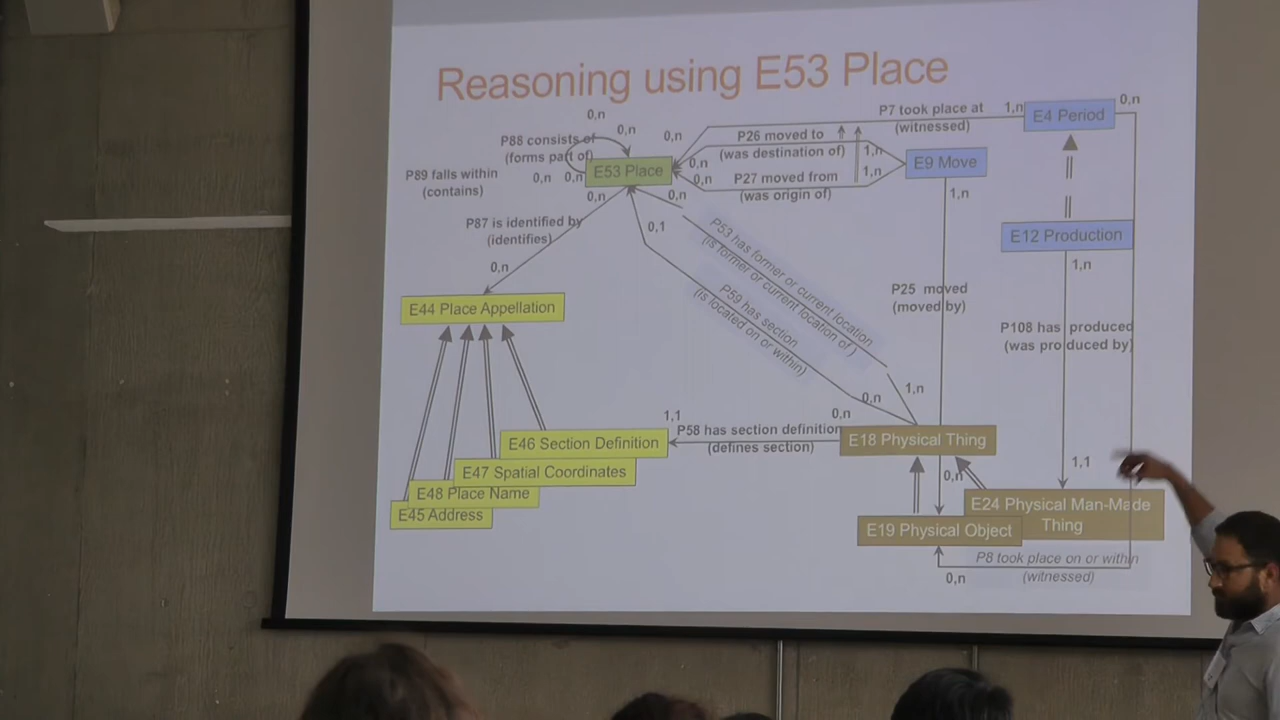 Reasoning using E53 Place
0,n
P7 took place at
(witnessed)
1,n
E4 Period
0,n
P88 consists of
(forms part of)
0,n
0,n
P26 moved to
(was destination of)
1,n
E9 Move
P89 falls within
(contains)
0,n
0,n
E53 Place
0,n
0,n
P27 moved from
(was origin of)
1,n
0,n
0,n
1,n
P87 is identified by
(identifies)
0,1
P53 has former or current location
(is former or current location of )
E12 Production
0,n
1,n
P59 has section
(is located on or within)
P25 moved
(moved by)
E44 Place Appellation
P108 has produced
(was produced by)
1,n
0,n
1,1
0,n
P58 has section definition
(defines section)
E46 Section Definition
E18 Physical Thing
E47 Spatial Coordinates
0,n
1,1
E48 Place Name
E45 Address
E24 Physical Man-Made
Thing
E19 Physical Object
P8 took place on or within
(witnessed)
0,n